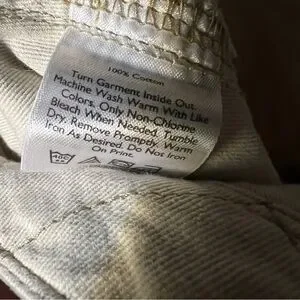 100% Cotton
Turn Garment Inside Out.
Machine Wash Warm With Like
Colors. Only Non-Chlorine
Bleach When Needed. Tumble
Dry. Remove Promptly. Warm
Iron As Desired. Do Not Iron
On Print.